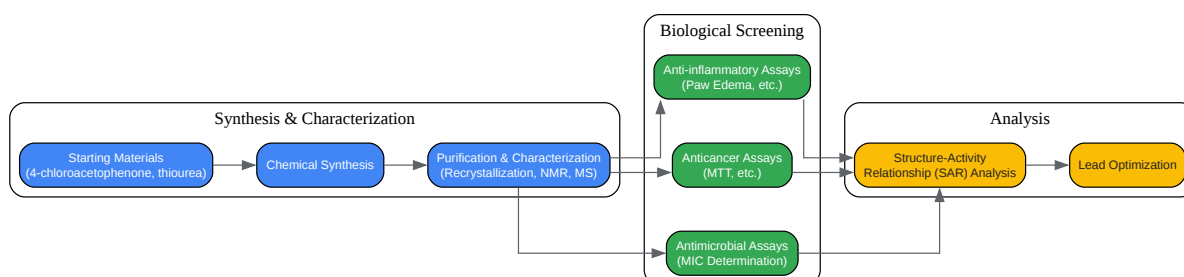 Synthesis & Characterization
Starting Materials
(4-chloroacetophenone, thiourea)
Chemical Synthesis
Purification & Characterization
(Recrystallization, NMR, MS)
Biological Screening
Anti-inflammatory Assays
(Paw Edema, etc.)
Anticancer Assays
(MTT, etc.)
Antimicrobial Assays
(MIC Determination)
Analysis
Structure-Activity
Relationship (SAR) Analysis
Lead Optimization